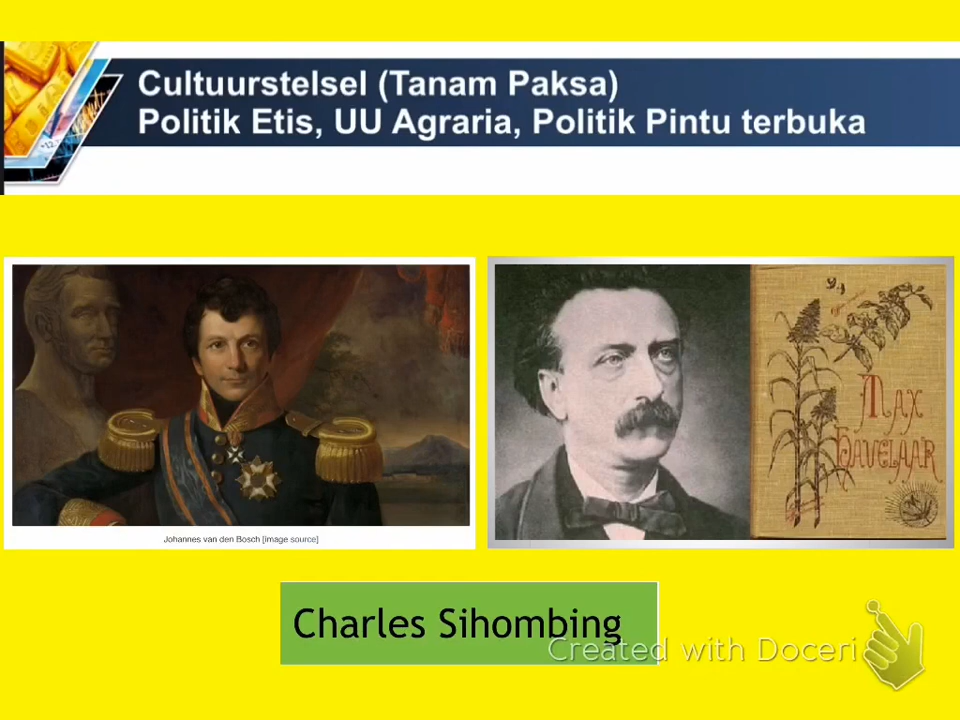 Cultuurstelsel (Tanam Paksa)
Politik Etis, UU Agraria, Politik Pintu terbuka
Johannes van den Bosch [image source]
MAX
HAVELAAR
Charles Sihombing
Created with Doceri